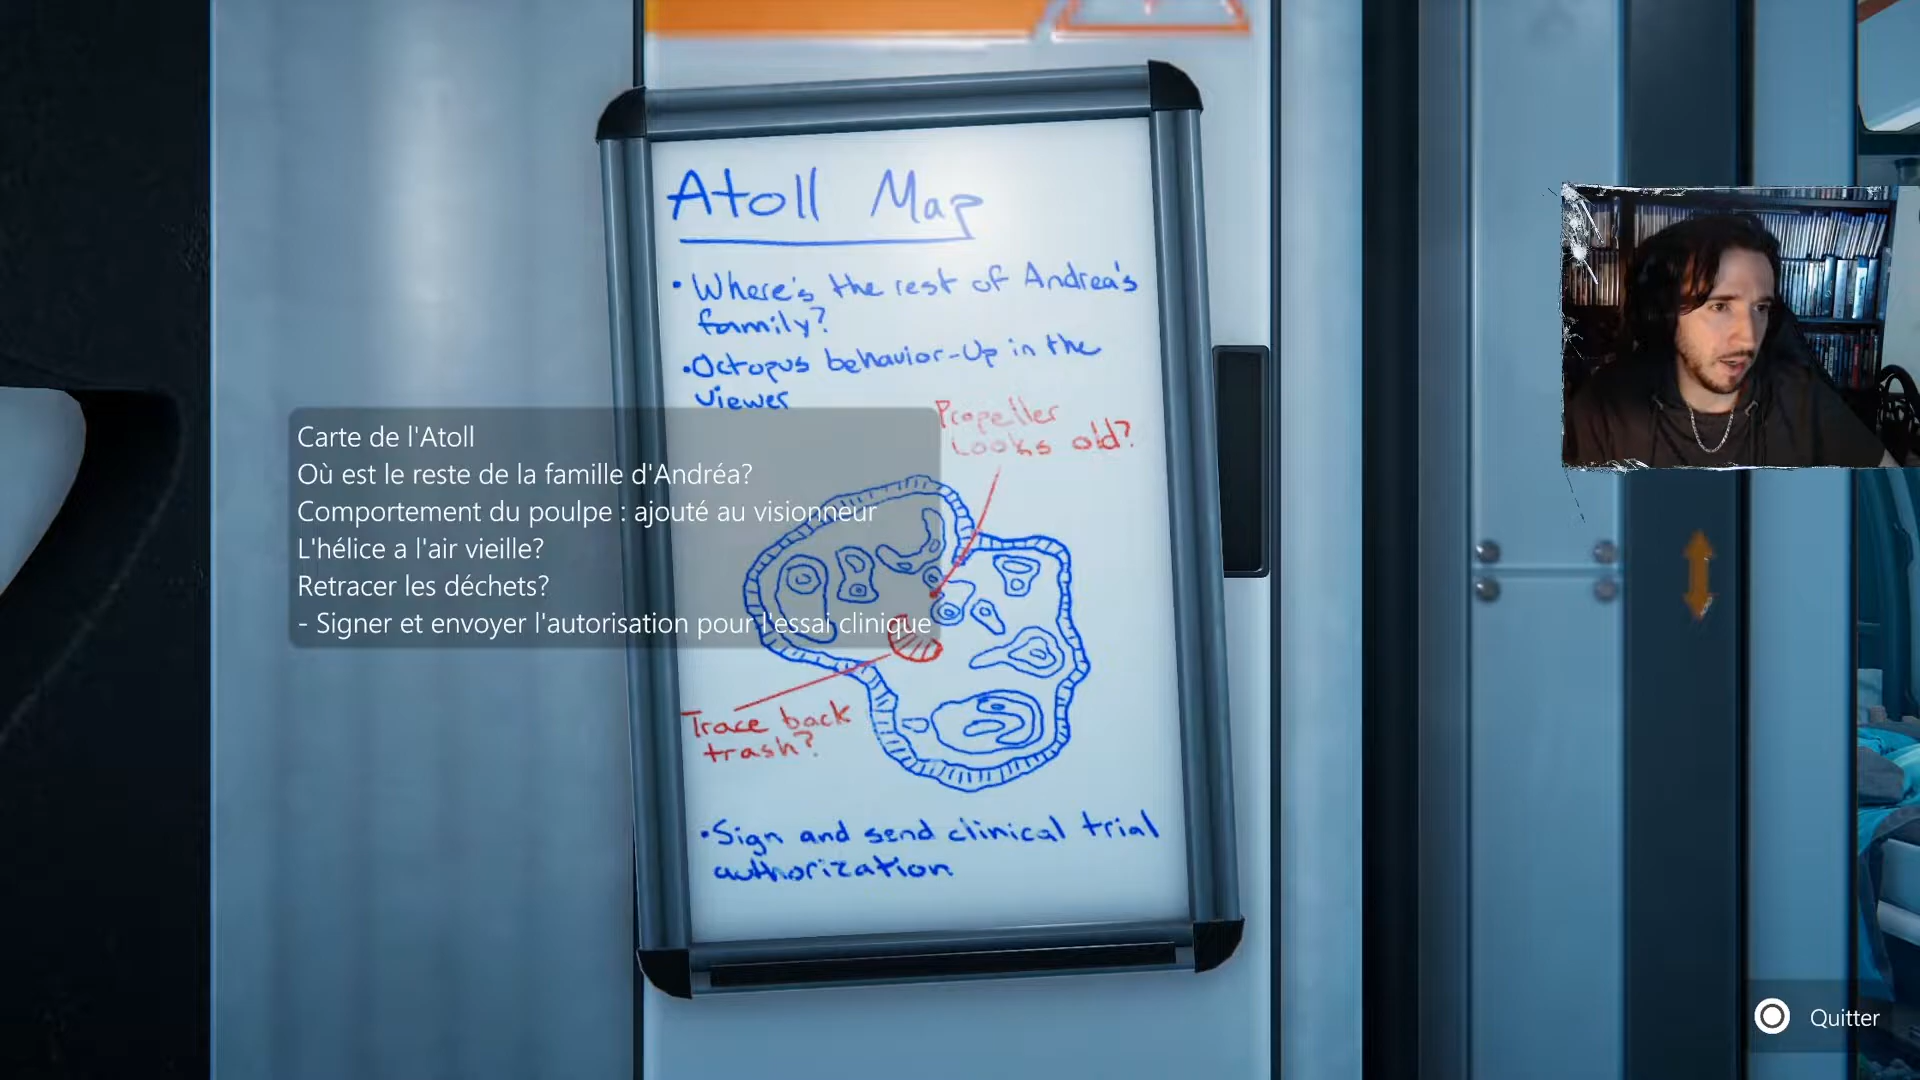 Atoll Map
• Where's the rest of Andrea's
family?
• Octopus behavior-Up in the
viewer
Propeller
Looks old?
Carte de l'Atoll
Où est le reste de la famille d'Andréa?
Comportement du poulpe : ajouté au visionneur
L'hélice a l'air vieille?
Retracer les déchets?
- Signer et envoyer l'autorisation pour l'essai clinique
Trace back
trash?
• Sign and send clinical trial
authorization
Quitter